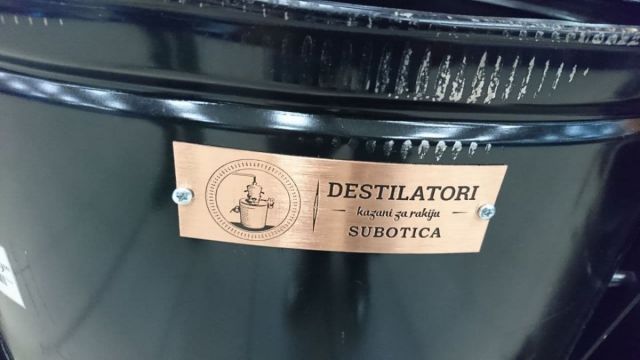 DESTILATORI
kazani za rakiju
SUBOTICA